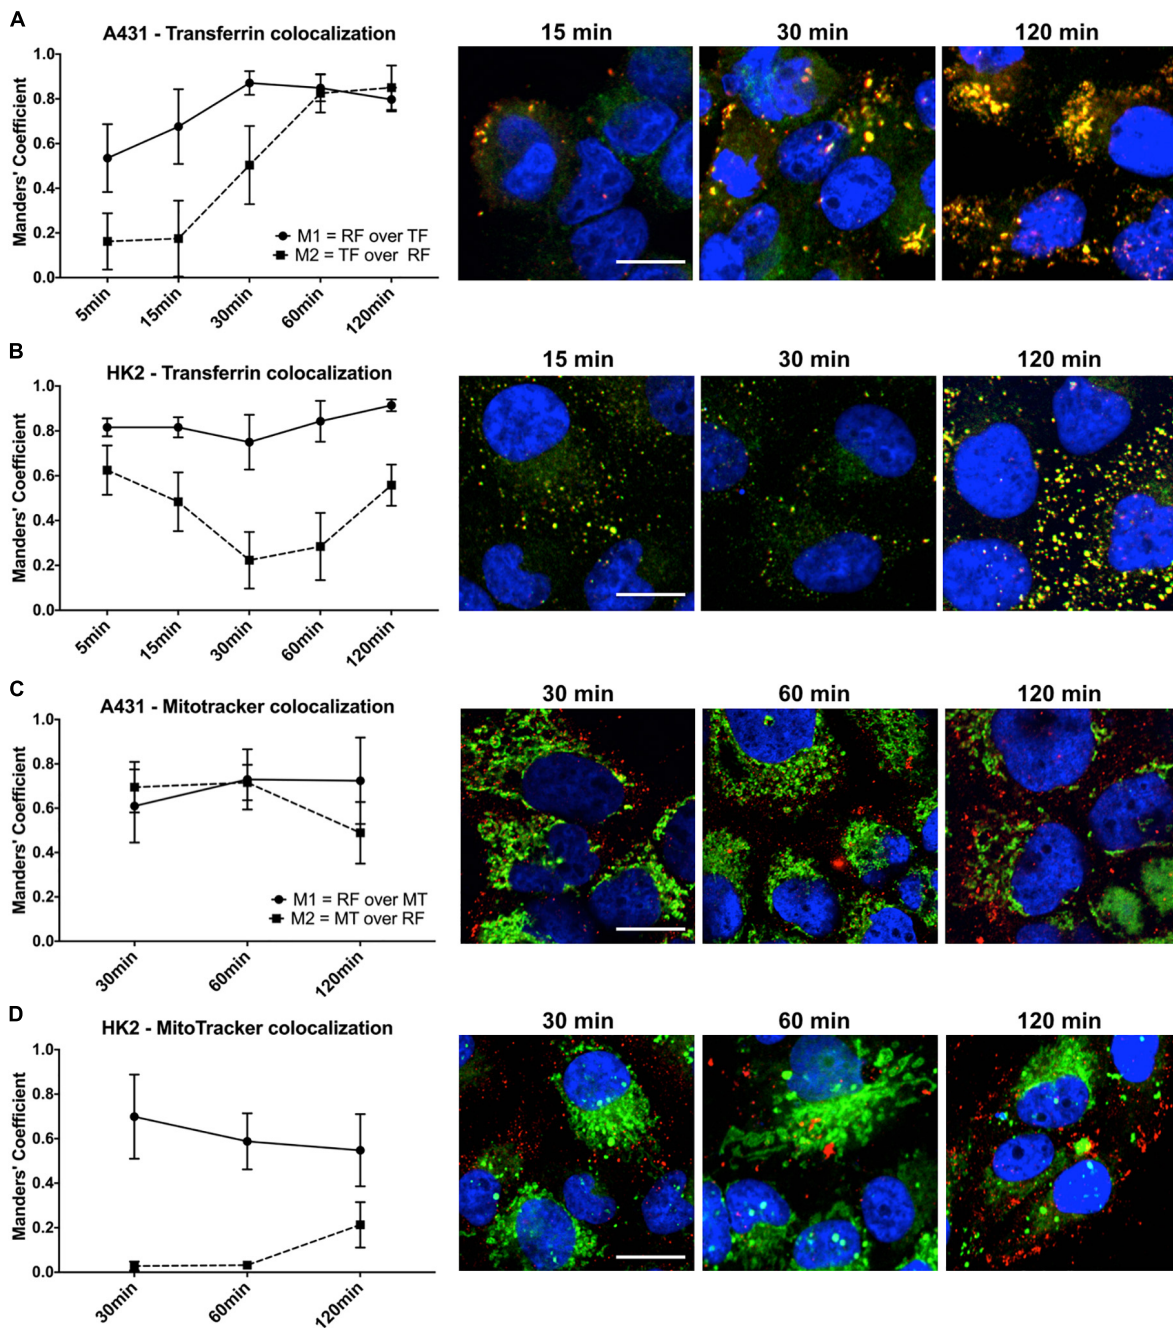 A
A431 - Transferrin colocalization
Manders' Coefficient
1.0
0.8
0.6
0.4
0.2
0.0
M1 = RF over TF
M2 = TF over RF
5min
15min
30min
60min
120min
15 min
30 min
120 min
B
HK2 - Transferrin colocalization
Manders' Coefficient
1.0
0.8
0.6
0.4
0.2
0.0
5min
15min
30min
60min
120min
15 min
30 min
120 min
C
A431 - Mitotracker colocalization
Manders' Coefficient
1.0
0.8
0.6
0.4
0.2
0.0
M1 = RF over MT
M2 = MT over RF
30min
60min
120min
30 min
60 min
120 min
D
HK2 - MitoTracker colocalization
Manders' Coefficient
1.0
0.8
0.6
0.4
0.2
0.0
30min
60min
120min
30 min
60 min
120 min